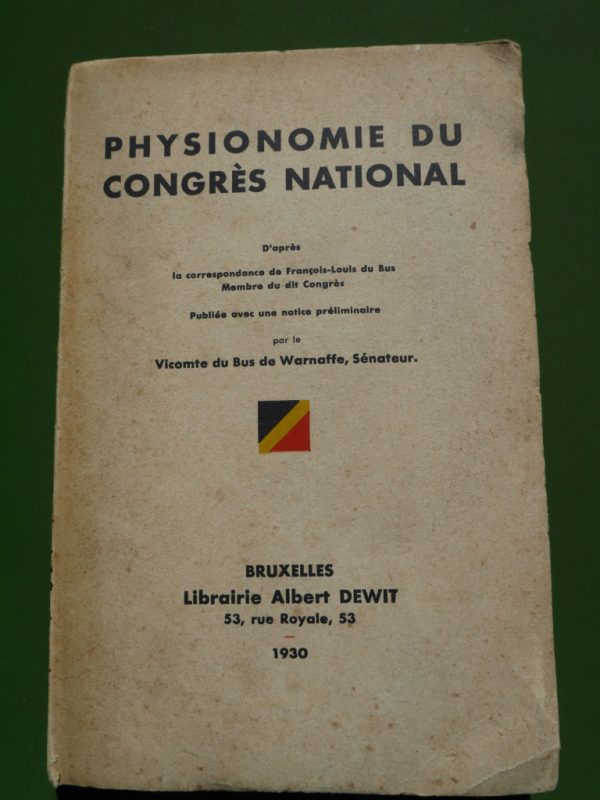 PHYSIONOMIE DU
CONGRÈS NATIONAL
D'après
la correspondance de François-Louis du Bus
Membre du dit Congrès
Publiée avec une notice préliminaire
par le
Vicomte du Bus de Warnaffe, Sénateur.
BRUXELLES
Librairie Albert DEWIT
53, rue Royale, 53
1930